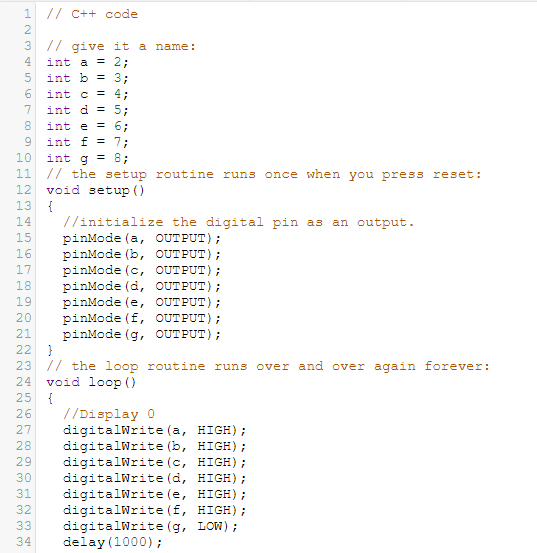 1 // C++ code
2
3 // give it a name:
4 int a = 2;
5 int b = 3;
6 int c = 4;
7 int d = 5;
8 int e = 6;
9 int f = 7;
10 int g = 8;
11 // the setup routine runs once when you press reset:
12 void setup()
13 {
14   //initialize the digital pin as an output.
15   pinMode(a, OUTPUT);
16   pinMode(b, OUTPUT);
17   pinMode(c, OUTPUT);
18   pinMode(d, OUTPUT);
19   pinMode(e, OUTPUT);
20   pinMode(f, OUTPUT);
21   pinMode(g, OUTPUT);
22 }
23 // the loop routine runs over and over again forever:
24 void loop()
25 {
26   //Display 0
27   digitalWrite(a, HIGH);
28   digitalWrite(b, HIGH);
29   digitalWrite(c, HIGH);
30   digitalWrite(d, HIGH);
31   digitalWrite(e, HIGH);
32   digitalWrite(f, HIGH);
33   digitalWrite(g, LOW);
34   delay(1000);